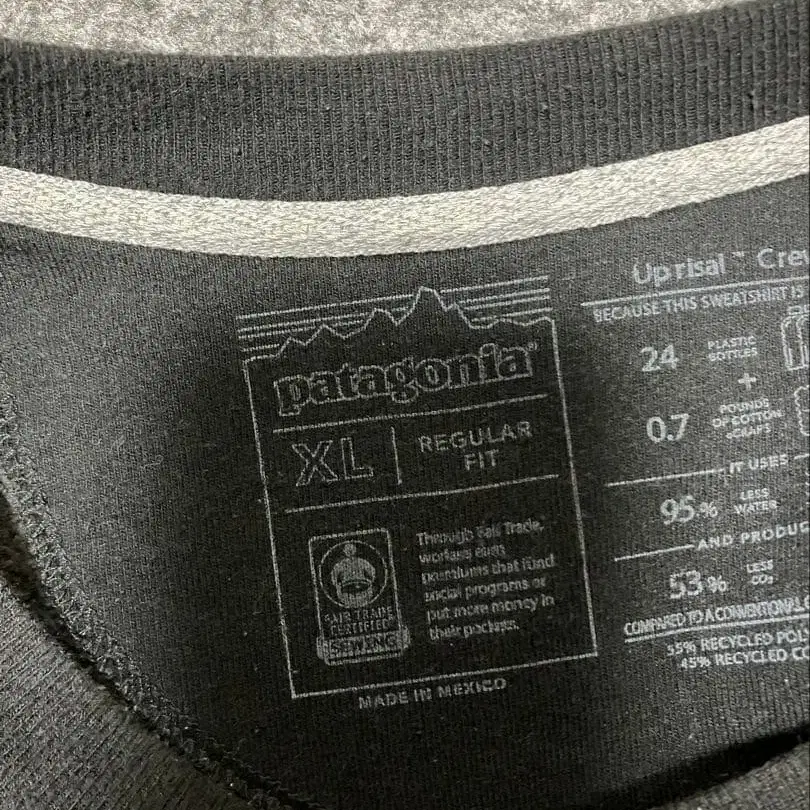 patagonia®
XL
REGULAR
FIT
Through Fair Trade,
workers earn
premiums that fund
social programs or
put more money in
their pockets.
FAIR TRADE
CERTIFIED
SEWING
MADE IN MEXICO
Uprisal™ Crew
BECAUSE THIS SWEATSHIRT IS
24 PLASTIC
BOTTLES
+
0.7 POUNDS
OF COTTON
SCRAPS
IT USES
95% LESS
WATER
AND PRODU
53% LESS
CO₂
COMPARED TO A CONVENTIONAL
55% RECYCLED POL
45% RECYCLED CO